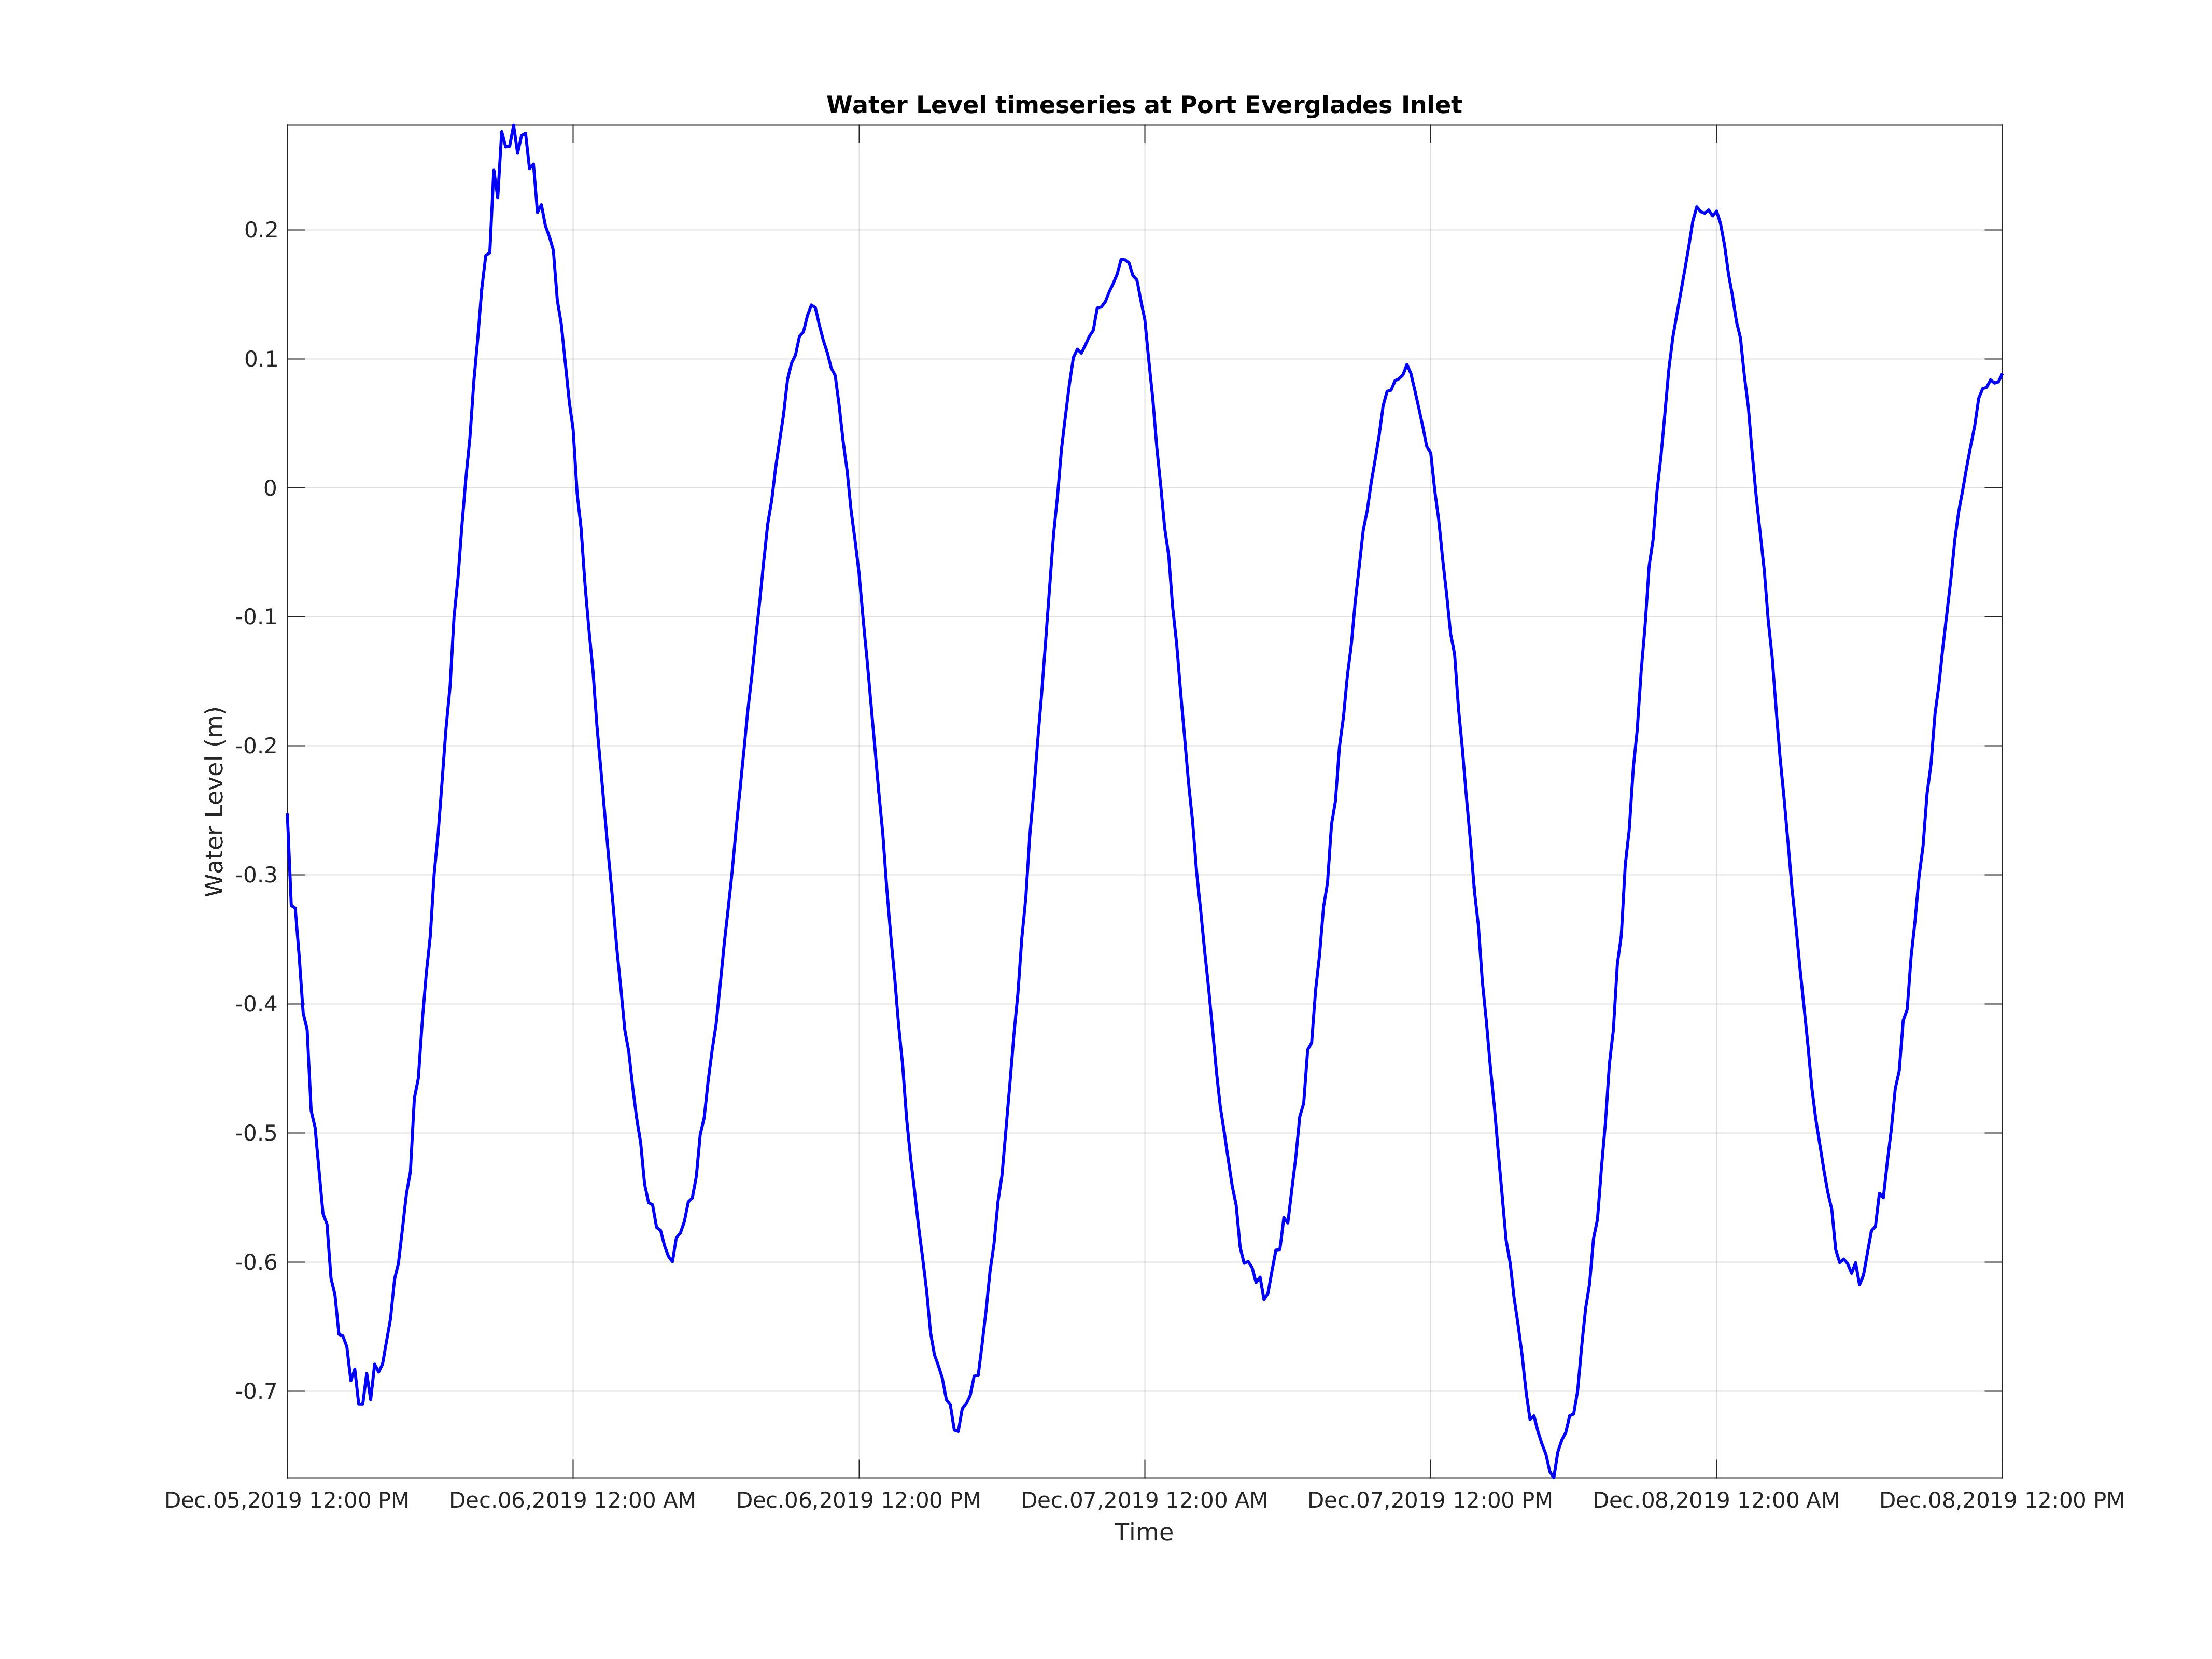 Water Level timeseries at Port Everglades Inlet
0.2
0.1
0
-0.1
-0.2
-0.3
-0.4
-0.5
-0.6
-0.7
Water Level (m)
Dec.05,2019 12:00 PM Dec.06,2019 12:00 AM Dec.06,2019 12:00 PM Dec.07,2019 12:00 AM Dec.07,2019 12:00 PM Dec.08,2019 12:00 AM Dec.08,2019 12:00 PM
Time